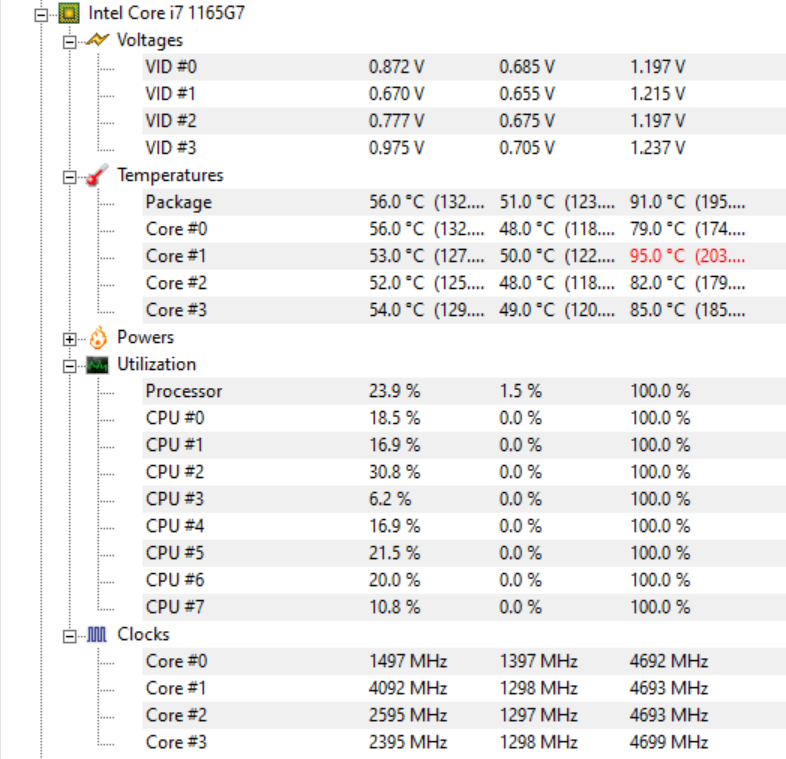 Intel Core i7 1165G7
Voltages
VID #0 0.872 V 0.685 V 1.197 V
VID #1 0.670 V 0.655 V 1.215 V
VID #2 0.777 V 0.675 V 1.197 V
VID #3 0.975 V 0.705 V 1.237 V
Temperatures
Package 56.0 °C (132.... 51.0 °C (123.... 91.0 °C (195....
Core #0 56.0 °C (132.... 48.0 °C (118.... 79.0 °C (174....
Core #1 53.0 °C (127.... 50.0 °C (122.... 95.0 °C (203....
Core #2 52.0 °C (125.... 48.0 °C (118.... 82.0 °C (179....
Core #3 54.0 °C (129.... 49.0 °C (120.... 85.0 °C (185....
Powers
Utilization
Processor 23.9 % 1.5 % 100.0 %
CPU #0 18.5 % 0.0 % 100.0 %
CPU #1 16.9 % 0.0 % 100.0 %
CPU #2 30.8 % 0.0 % 100.0 %
CPU #3 6.2 % 0.0 % 100.0 %
CPU #4 16.9 % 0.0 % 100.0 %
CPU #5 21.5 % 0.0 % 100.0 %
CPU #6 20.0 % 0.0 % 100.0 %
CPU #7 10.8 % 0.0 % 100.0 %
Clocks
Core #0 1497 MHz 1397 MHz 4692 MHz
Core #1 4092 MHz 1298 MHz 4693 MHz
Core #2 2595 MHz 1297 MHz 4693 MHz
Core #3 2395 MHz 1298 MHz 4699 MHz